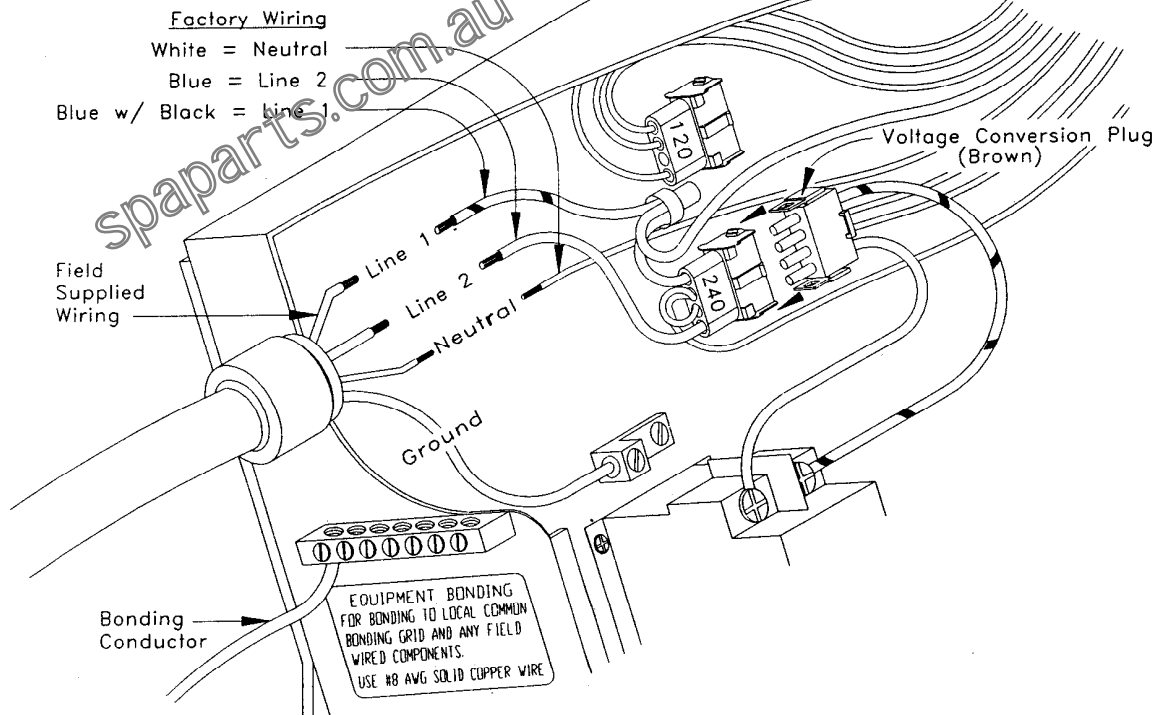 Factory Wiring
White = Neutral
Blue = Line 2
Blue w/ Black = Line 1
spaparts.com.au
120
Voltage Conversion Plug
(Brown)
Line 1
Line 2
Neutral
240
Field
Supplied
Wiring
Ground
Bonding
Conductor
EQUIPMENT BONDING
FOR BONDING TO LOCAL COMMUN
BONDING GRID AND ANY FIELD
WIRED COMPONENTS.
USE #8 AWG SOLID COPPER WIRE